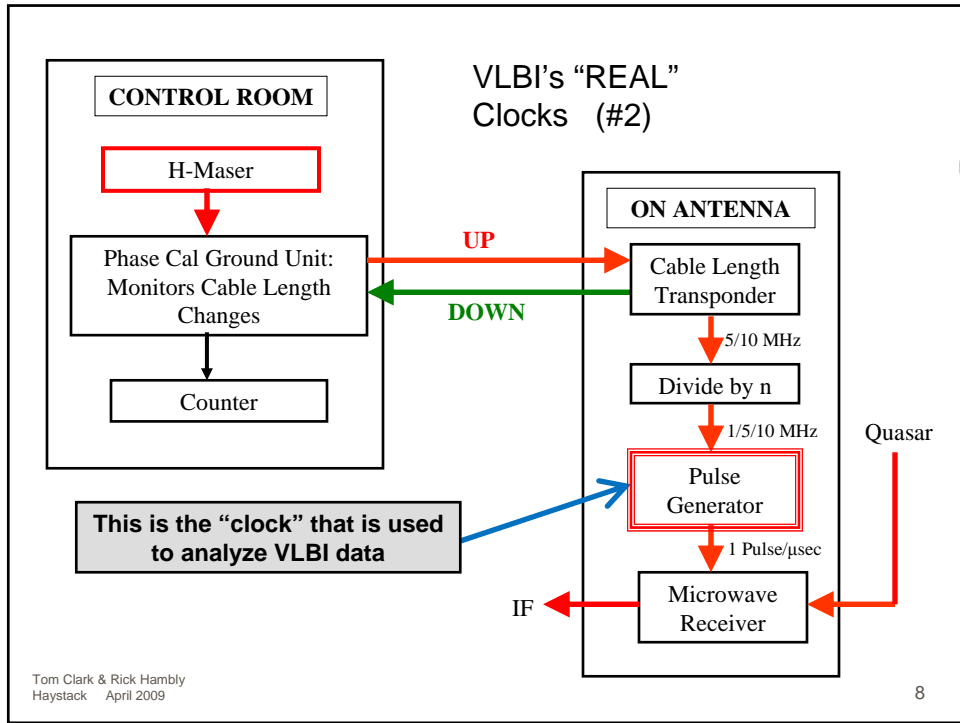 VLBI's “REAL”
Clocks (#2)
CONTROL ROOM
H-Maser
Phase Cal Ground Unit:
Monitors Cable Length
Changes
Counter
UP
DOWN
ON ANTENNA
Cable Length
Transponder
5/10 MHz
Divide by n
1/5/10 MHz
Quasar
Pulse
Generator
This is the “clock” that is used
to analyze VLBI data
1 Pulse/μsec
Microwave
Receiver
IF
Tom Clark & Rick Hambly
Haystack April 2009
8